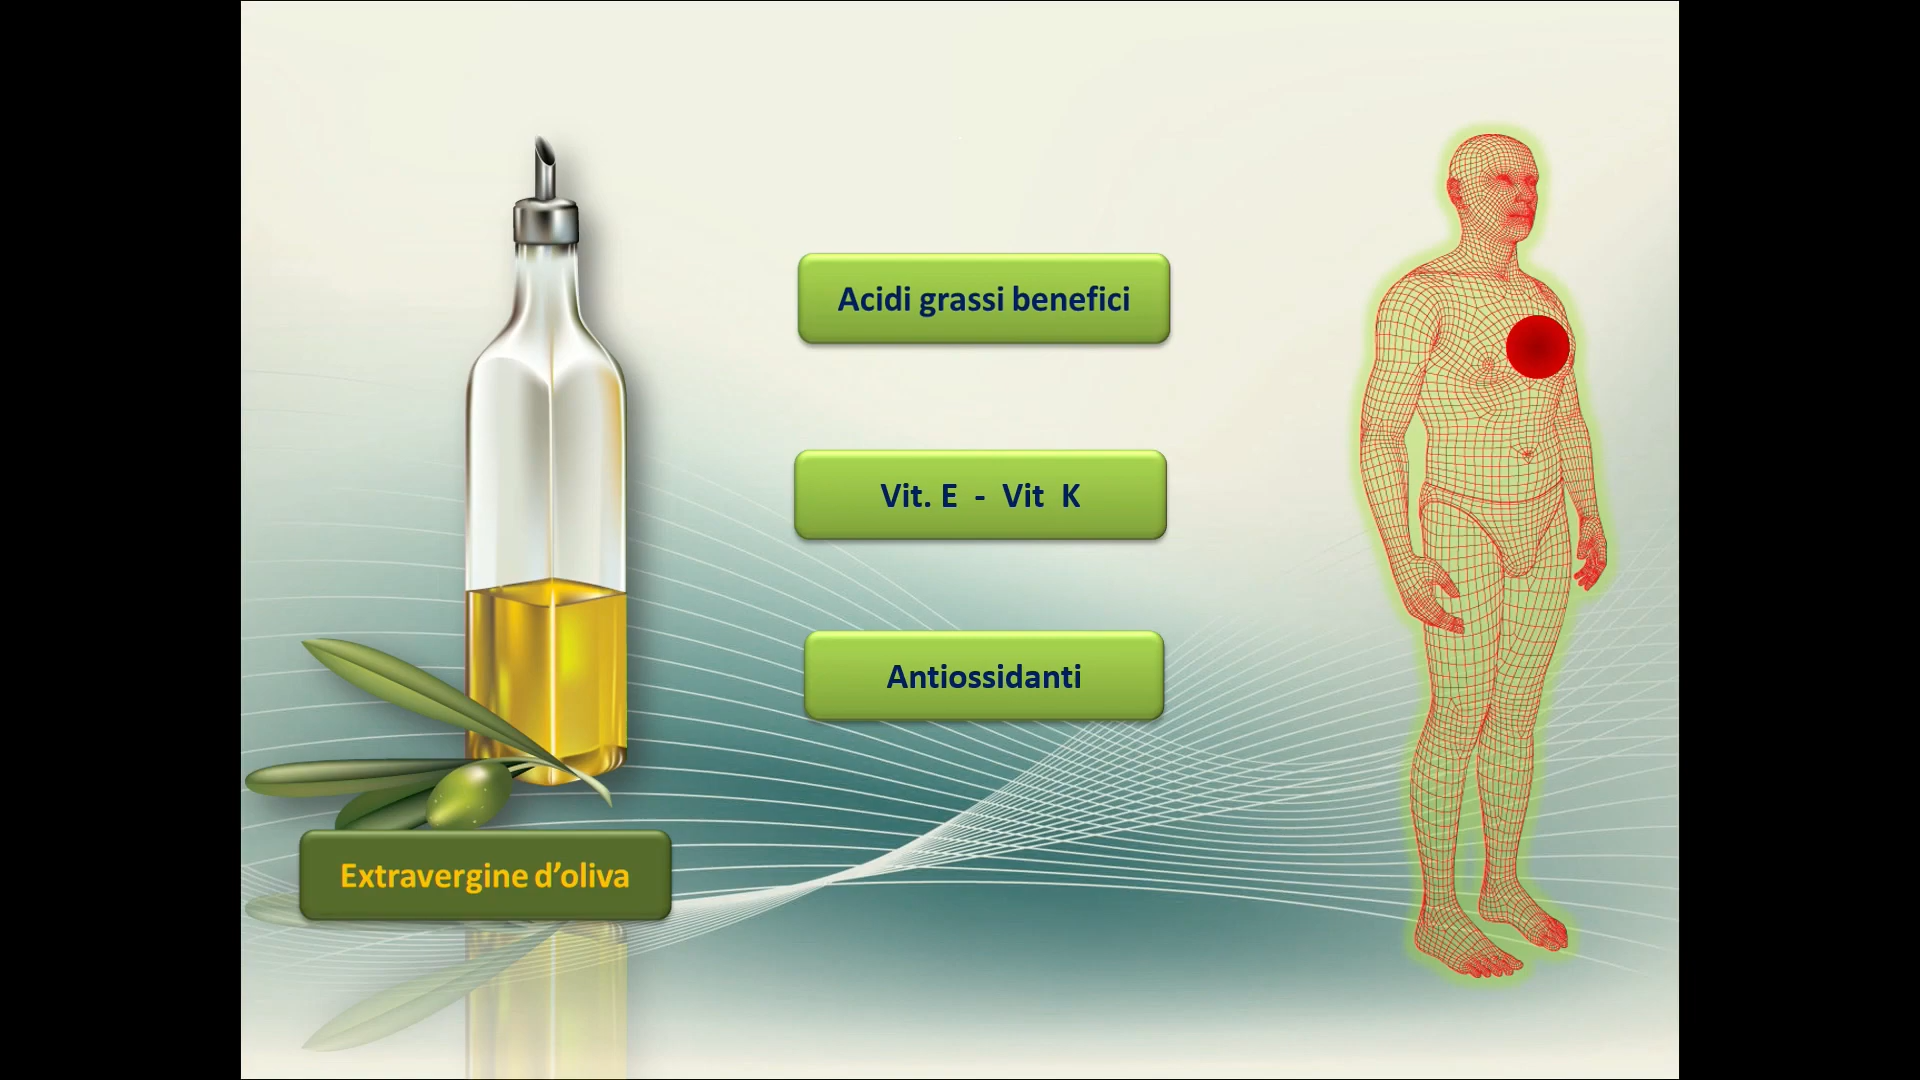 Acidi grassi benefici
Vit. E - Vit K
Antiossidanti
Extravergine d’oliva